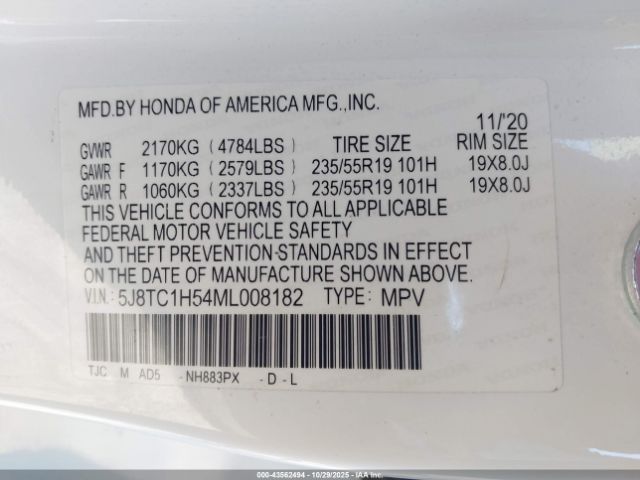 MFD.BY HONDA OF AMERICA MFG.,INC.
11/'20
GVWR 2170KG (4784LBS) TIRE SIZE RIM SIZE
GAWR F 1170KG (2579LBS) 235/55R19 101H 19X8.0J
GAWR R 1060KG (2337LBS) 235/55R19 101H 19X8.0J
THIS VEHICLE CONFORMS TO ALL APPLICABLE
FEDERAL MOTOR VEHICLE SAFETY
AND THEFT PREVENTION-STANDARDS IN EFFECT
ON THE DATE OF MANUFACTURE SHOWN ABOVE.
V.I.N.: 5J8TC1H54ML008182 TYPE: MPV
TJC M AD5 -NH883PX -D-L
000-43562494 - 10/29/2025 - IAA, Inc